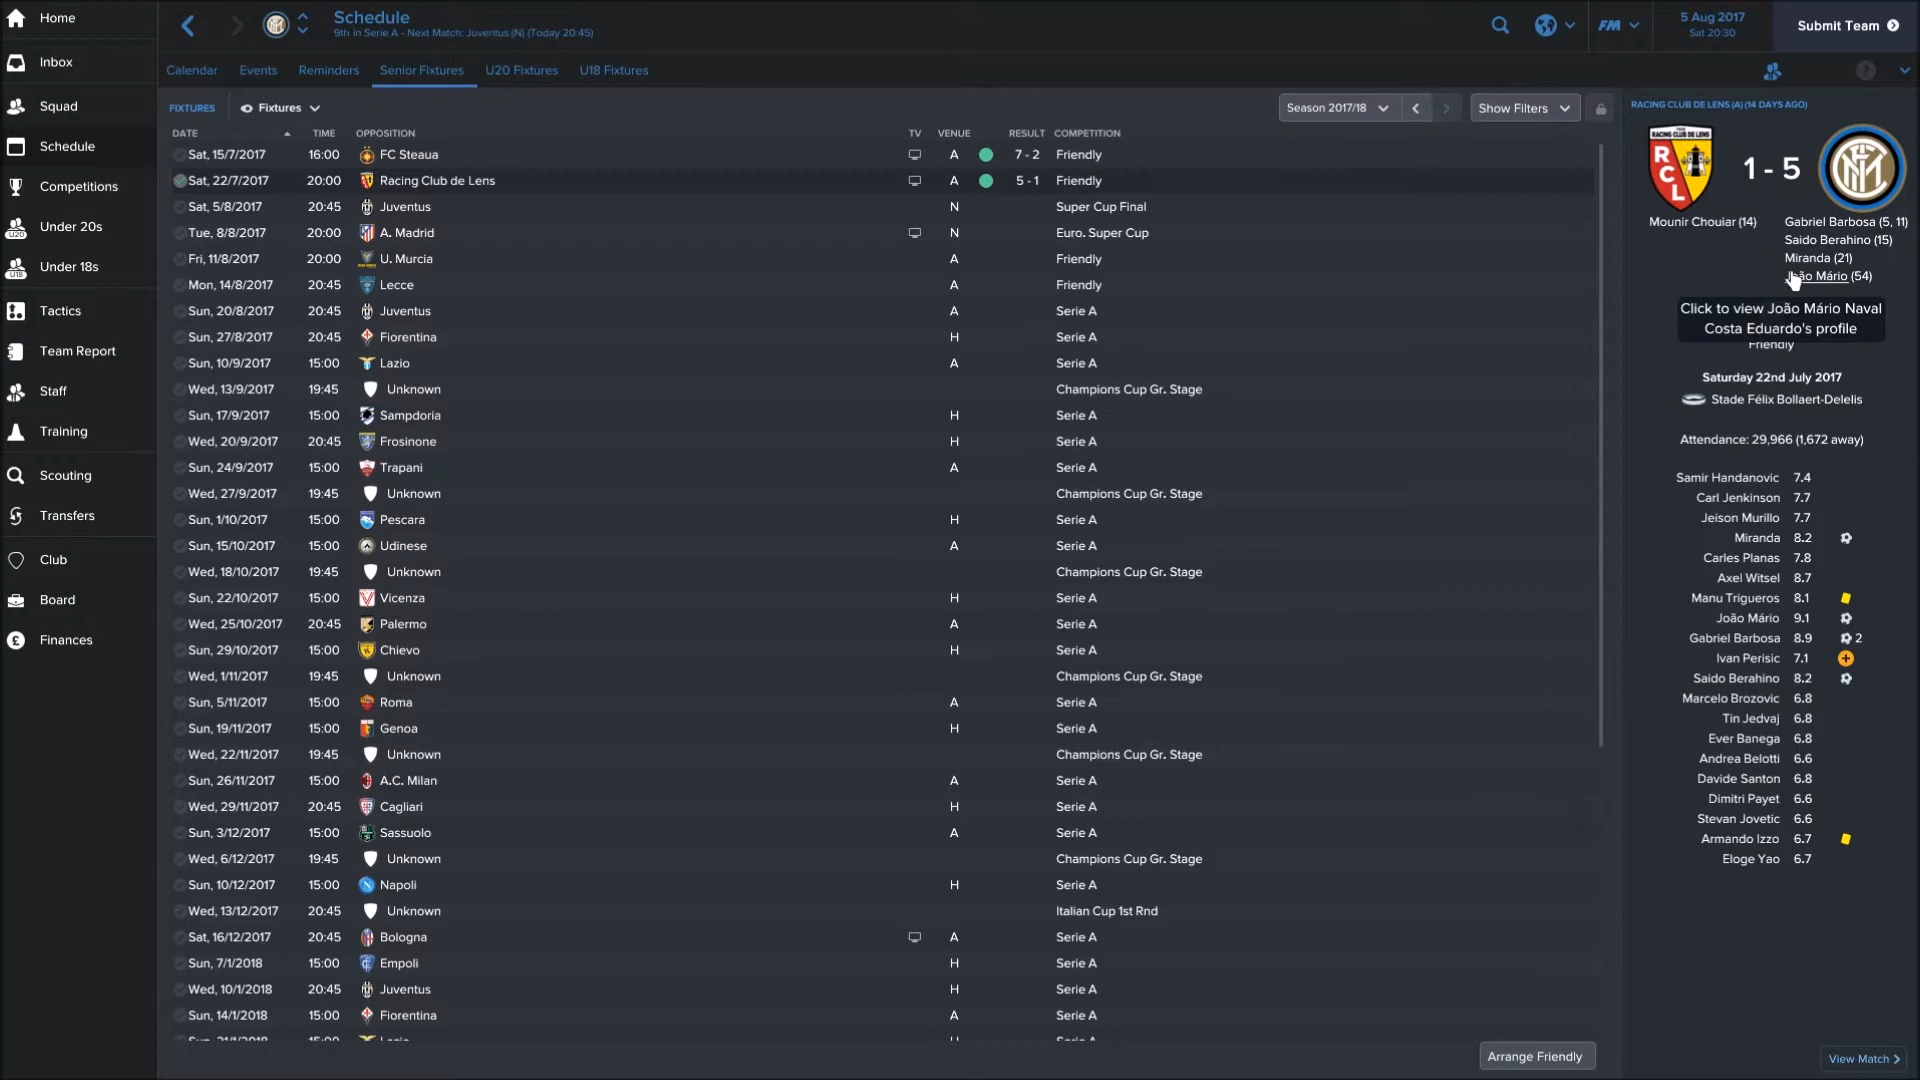 Home
Inbox
Squad
Schedule
Competitions
Under 20s
Under 18s
Tactics
Team Report
Staff
Training
Scouting
Transfers
Club
Board
Finances
Schedule
9th in Serie A - Next Match: Juventus (N) (Today 20:45)
FM
5 Aug 2017
Sat 20:30
Submit Team
Calendar Events Reminders Senior Fixtures U20 Fixtures U18 Fixtures
FIXTURES Fixtures Season 2017/18 Show Filters
DATE TIME OPPOSITION TV VENUE RESULT COMPETITION
Sat, 15/7/2017 16:00 FC Steaua A 7 - 2 Friendly
Sat, 22/7/2017 20:00 Racing Club de Lens A 5 - 1 Friendly
Sat, 5/8/2017 20:45 Juventus N Super Cup Final
Tue, 8/8/2017 20:00 A. Madrid N Euro. Super Cup
Fri, 11/8/2017 20:00 U. Murcia A Friendly
Mon, 14/8/2017 20:45 Lecce A Friendly
Sun, 20/8/2017 20:45 Juventus A Serie A
Sun, 27/8/2017 20:45 Fiorentina H Serie A
Sun, 10/9/2017 15:00 Lazio A Serie A
Wed, 13/9/2017 19:45 Unknown Champions Cup Gr. Stage
Sun, 17/9/2017 15:00 Sampdoria H Serie A
Wed, 20/9/2017 20:45 Frosinone H Serie A
Sun, 24/9/2017 15:00 Trapani A Serie A
Wed, 27/9/2017 19:45 Unknown Champions Cup Gr. Stage
Sun, 1/10/2017 15:00 Pescara H Serie A
Sun, 15/10/2017 15:00 Udinese A Serie A
Wed, 18/10/2017 19:45 Unknown Champions Cup Gr. Stage
Sun, 22/10/2017 15:00 Vicenza H Serie A
Wed, 25/10/2017 20:45 Palermo A Serie A
Sun, 29/10/2017 15:00 Chievo H Serie A
Wed, 1/11/2017 19:45 Unknown Champions Cup Gr. Stage
Sun, 5/11/2017 15:00 Roma A Serie A
Sun, 19/11/2017 15:00 Genoa H Serie A
Wed, 22/11/2017 19:45 Unknown Champions Cup Gr. Stage
Sun, 26/11/2017 15:00 A.C. Milan A Serie A
Wed, 29/11/2017 20:45 Cagliari H Serie A
Sun, 3/12/2017 15:00 Sassuolo A Serie A
Wed, 6/12/2017 19:45 Unknown Champions Cup Gr. Stage
Sun, 10/12/2017 15:00 Napoli H Serie A
Wed, 13/12/2017 20:45 Unknown Italian Cup 1st Rnd
Sat, 16/12/2017 20:45 Bologna A Serie A
Sun, 7/1/2018 15:00 Empoli H Serie A
Wed, 10/1/2018 20:45 Juventus H Serie A
Sun, 14/1/2018 15:00 Fiorentina A Serie A
Arrange Friendly
RACING CLUB DE LENS (A) (14 DAYS AGO)
RACING CLUB DE LENS
RCL
1 - 5
Mounir Chouiar (14)
Gabriel Barbosa (5, 11)
Saido Berahino (15)
Miranda (21)
João Mário (54)
Click to view João Mário Naval
Costa Eduardo's profile
Friendly
Saturday 22nd July 2017
Stade Félix Bollaert-Delelis
Attendance: 29,966 (1,672 away)
Samir Handanovic 7.4
Carl Jenkinson 7.7
Jeison Murillo 7.7
Miranda 8.2
Carles Planas 7.8
Axel Witsel 8.7
Manu Trigueros 8.1
João Mário 9.1
Gabriel Barbosa 8.9 2
Ivan Perisic 7.1
Saido Berahino 8.2
Marcelo Brozovic 6.8
Tin Jedvaj 6.8
Ever Banega 6.8
Andrea Belotti 6.6
Davide Santon 6.8
Dimitri Payet 6.6
Stevan Jovetic 6.6
Armando Izzo 6.7
Eloge Yao 6.7
View Match